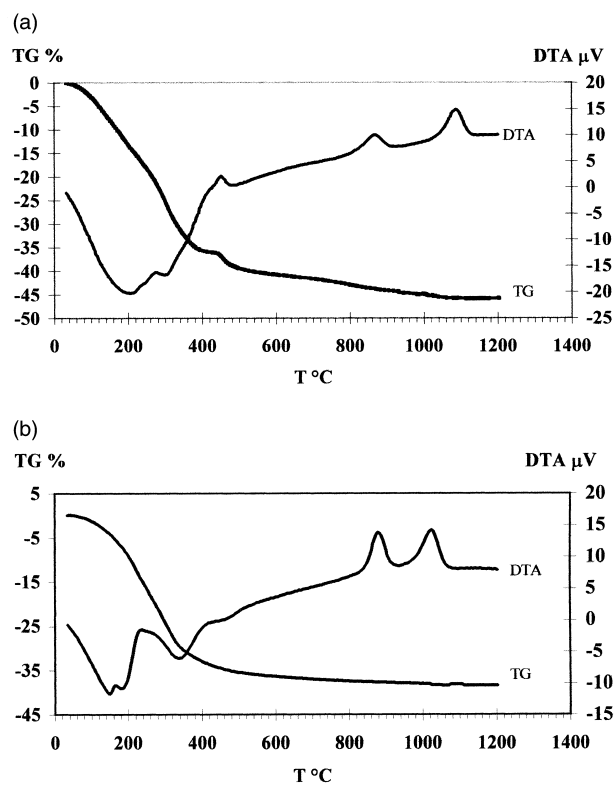 (a)
TG % DTA µV
0 20
-5 15
-10 DTA 10
-15 5
-20 0
-25 -5
-30 -10
-35 -15
-40 TG -20
-45
-50 -25
0 200 400 600 800 1000 1200 1400
T °C
(b)
TG % DTA µV
5 20
-5 15
10
-15 DTA 5
-25 0
-5
-35 TG -10
-45 -15
0 200 400 600 800 1000 1200 1400
T °C